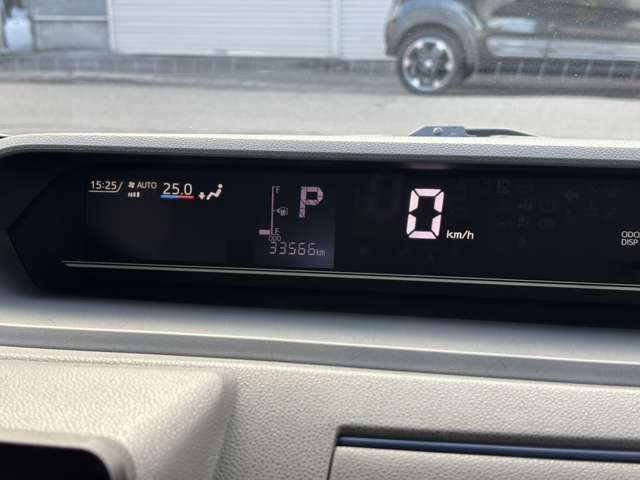 15:25/ AUTO 25.0
F
P
E
ODO
33566km
0 km/h
ODO
DISP